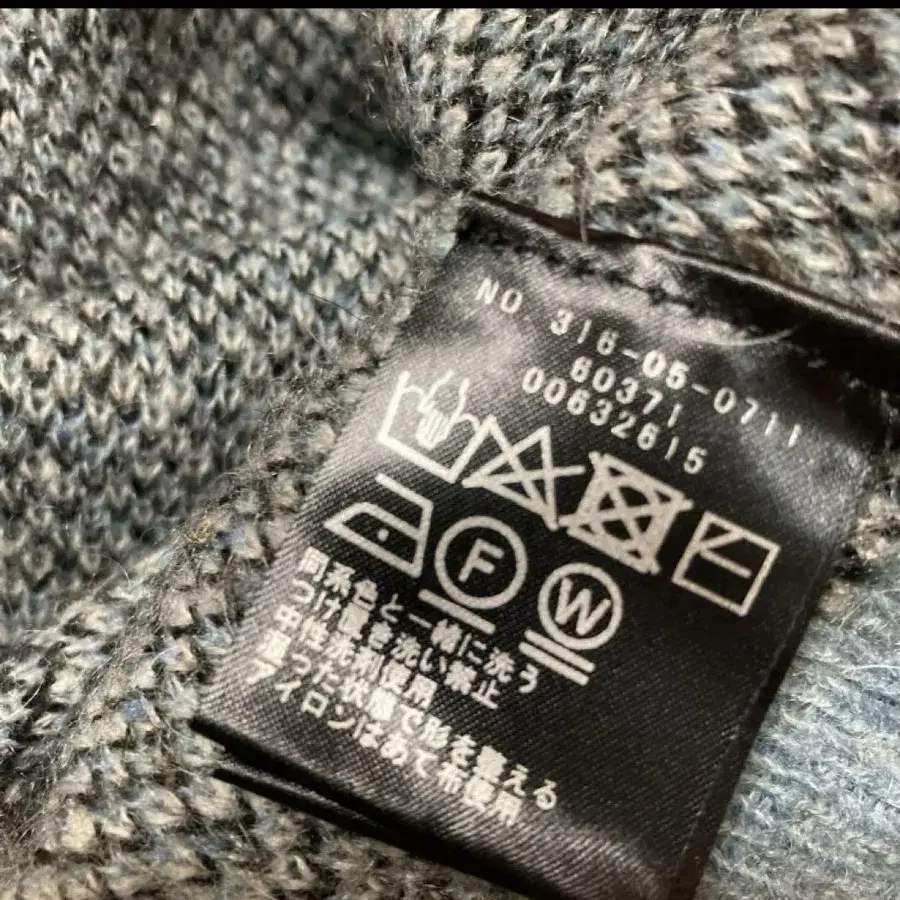 NO. 316-05-0711
60371
00632615
F
W
同系色と一緒に洗う
つけ置き洗い禁止
中性洗剤使用
湿った状態で形を整える
アイロンはあて布使用